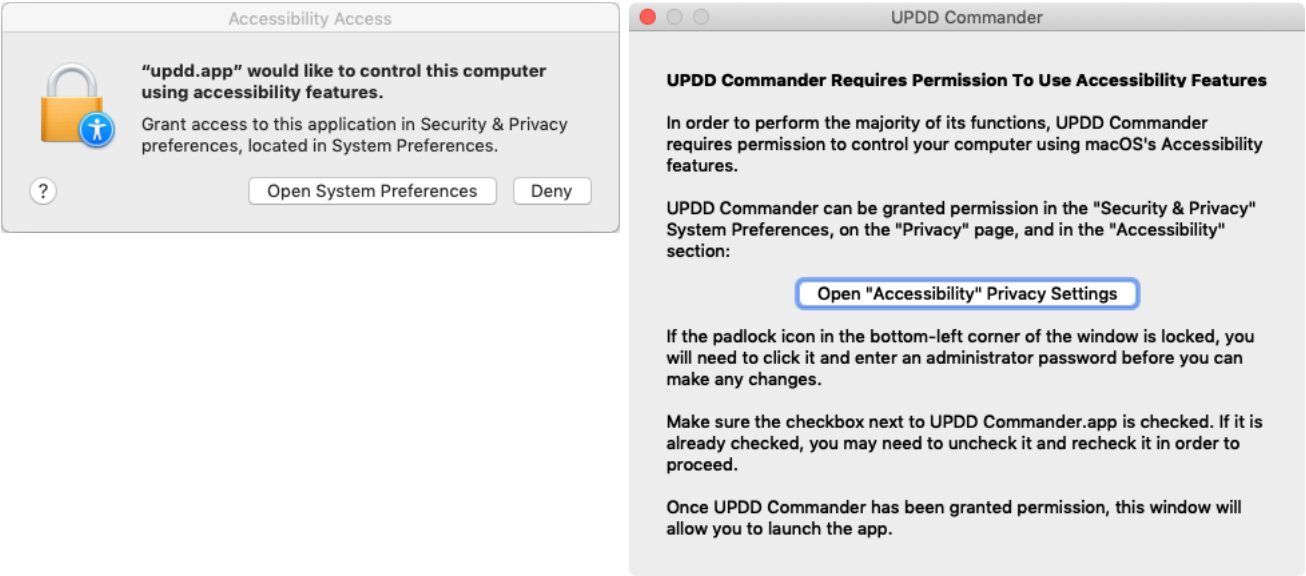 Accessibility Access
“updd.app” would like to control this computer
using accessibility features.
Grant access to this application in Security & Privacy
preferences, located in System Preferences.
?
Open System Preferences
Deny
UPDD Commander
UPDD Commander Requires Permission To Use Accessibility Features
In order to perform the majority of its functions, UPDD Commander
requires permission to control your computer using macOS's Accessibility
features.
UPDD Commander can be granted permission in the "Security & Privacy"
System Preferences, on the "Privacy" page, and in the "Accessibility"
section:
Open "Accessibility" Privacy Settings
If the padlock icon in the bottom-left corner of the window is locked, you
will need to click it and enter an administrator password before you can
make any changes.
Make sure the checkbox next to UPDD Commander.app is checked. If it is
already checked, you may need to uncheck it and recheck it in order to
proceed.
Once UPDD Commander has been granted permission, this window will
allow you to launch the app.